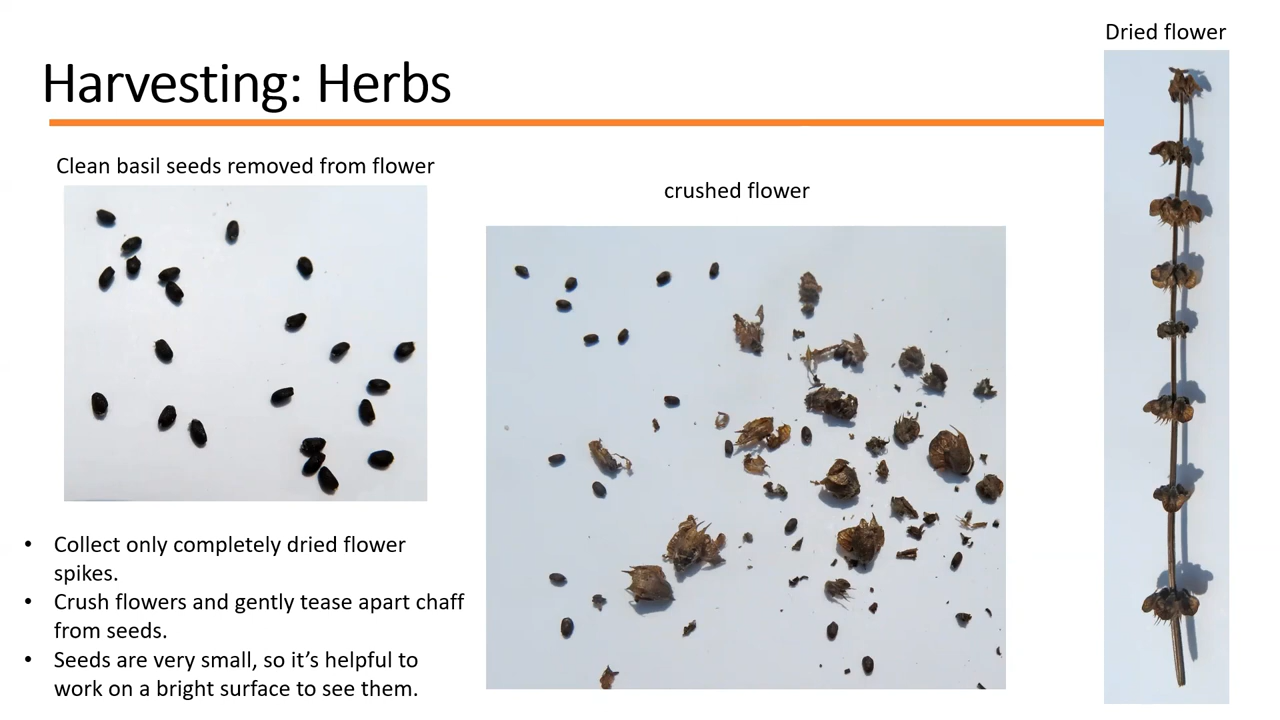 Dried flower
Harvesting: Herbs
Clean basil seeds removed from flower
crushed flower
• Collect only completely dried flower
spikes.
• Crush flowers and gently tease apart chaff
from seeds.
• Seeds are very small, so it’s helpful to
work on a bright surface to see them.